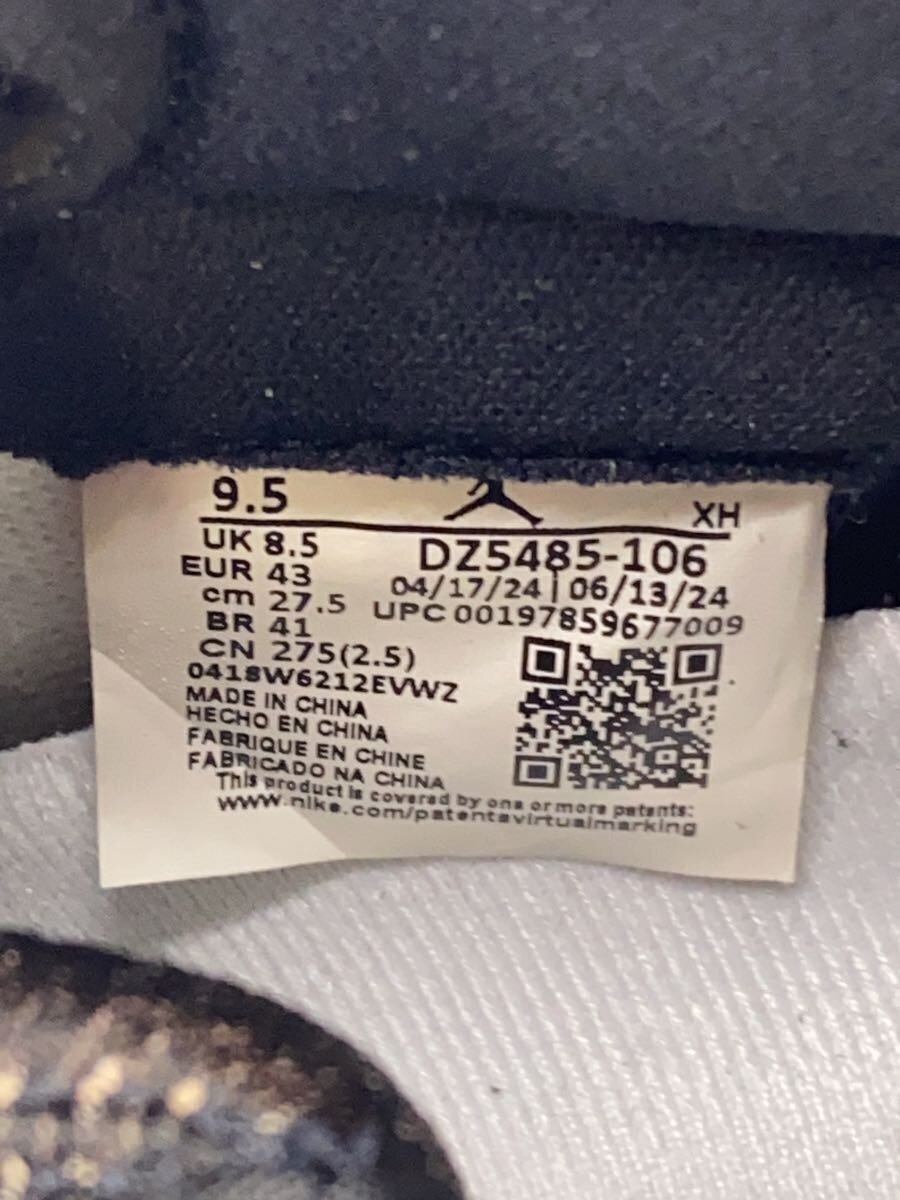 9.5
XH
UK 8.5
EUR 43
cm 27.5
BR 41
CN 275(2.5)
DZ5485-106
04/17/24 | 06/13/24
UPC 00197859677009
0418W6212EVWZ
MADE IN CHINA
HECHO EN CHINA
FABRIQUE EN CHINE
FABRICADO NA CHINA
This product is covered by one or more patents:
www.nike.com/patentsvirtualmarking